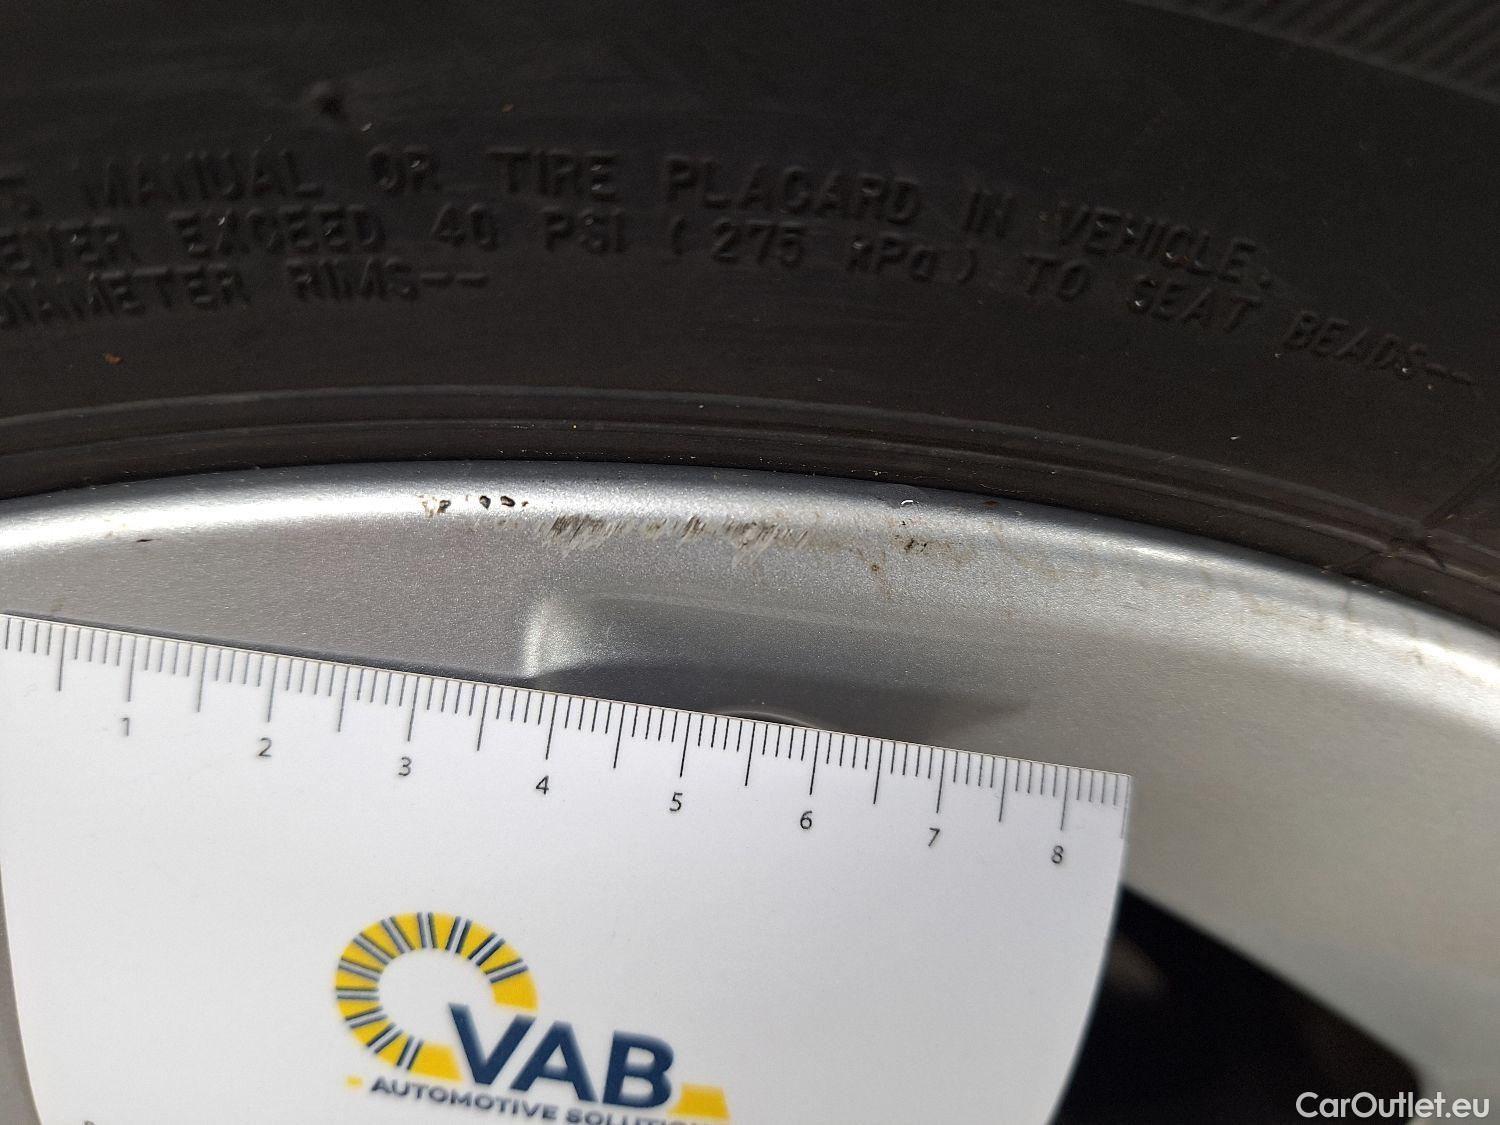 MANUAL OR TIRE PLACARD IN VEHICLE.
EXCEED 40 PSI (275 kPa) TO SEAT BEADS--
DIAMETER RIMS--
1 2 3 4 5 6 7 8
VAB
AUTOMOTIVE
CarOutlet.eu